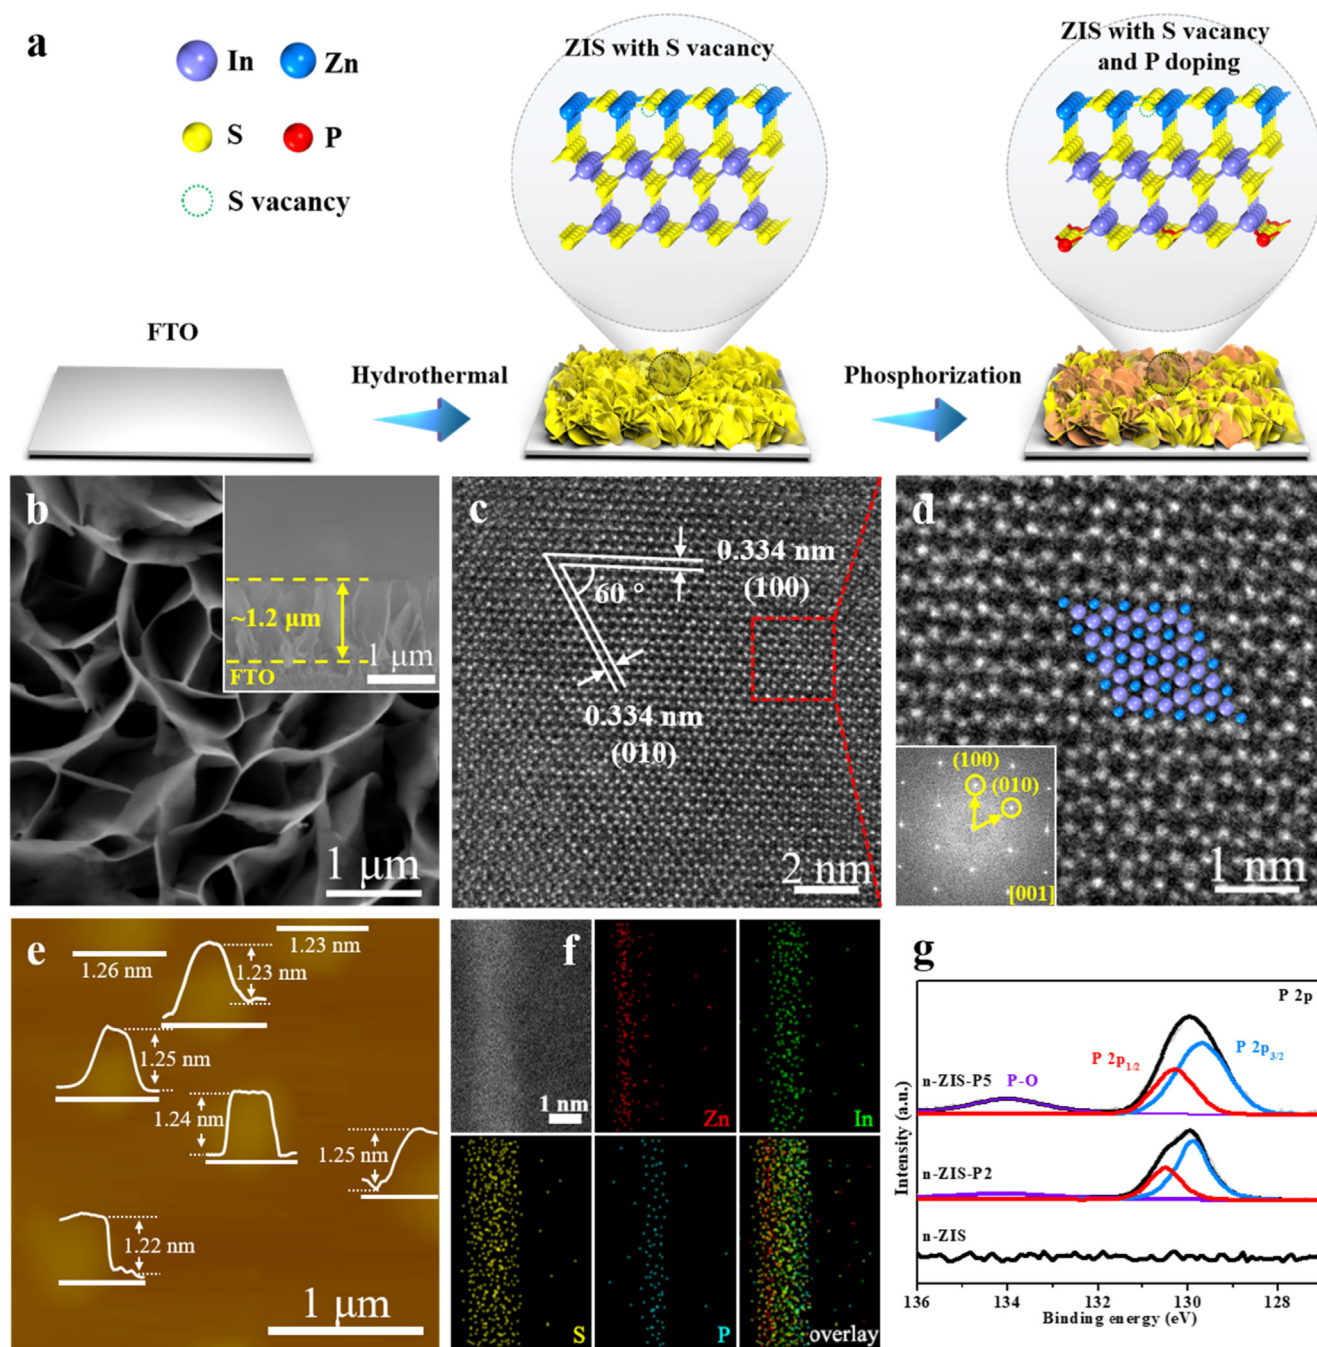 a
In
Zn
S
P
S vacancy
ZIS with S vacancy
ZIS with S vacancy
and P doping
FTO
Hydrothermal
Phosphorization
b
~1.2 μm
FTO
1 μm
1 μm
c
0.334 nm
(100)
60 °
0.334 nm
(010)
2 nm
d
(100)
(010)
[001]
1 nm
e
1.26 nm
1.23 nm
1.23 nm
1.25 nm
1.24 nm
1.25 nm
1.22 nm
1 μm
f
1 nm
Zn
In
S
P
overlay
g
P 2p
P 2p1/2
P 2p3/2
n-ZIS-P5
P-O
n-ZIS-P2
n-ZIS
Intensity (a.u.)
136
134
132
130
128
Binding energy (eV)